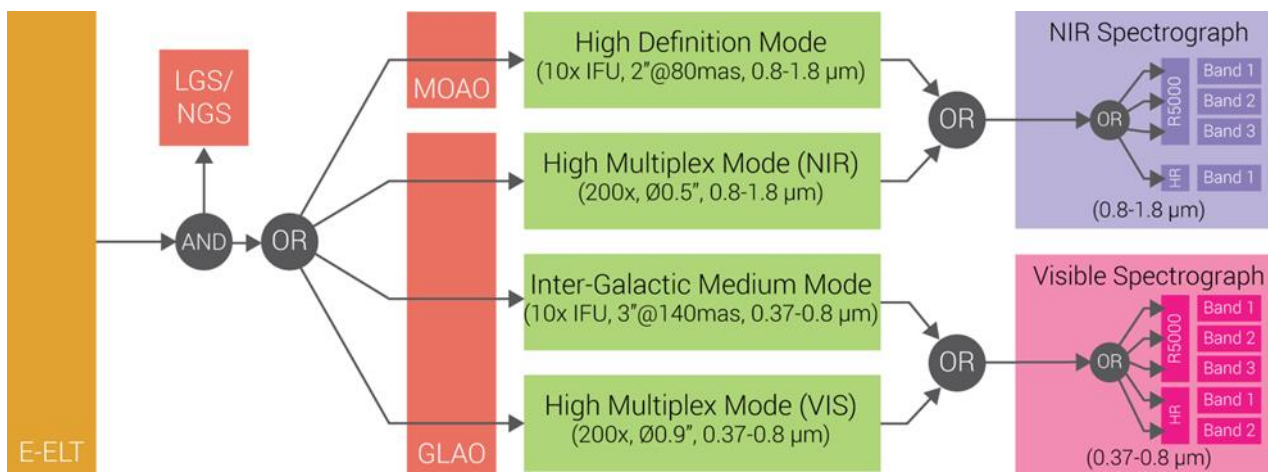 E-ELT
LGS/
NGS
AND
OR
MOAO
GLAO
High Definition Mode
(10x IFU, 2”@80mas, 0.8-1.8 µm)
High Multiplex Mode (NIR)
(200x, Ø0.5”, 0.8-1.8 µm)
Inter-Galactic Medium Mode
(10x IFU, 3”@140mas, 0.37-0.8 µm)
High Multiplex Mode (VIS)
(200x, Ø0.9”, 0.37-0.8 µm)
OR
OR
NIR Spectrograph
OR
R5000
Band 1
Band 2
Band 3
HR
Band 1
(0.8-1.8 µm)
Visible Spectrograph
OR
R5000
Band 1
Band 2
Band 3
HR
Band 1
Band 2
(0.37-0.8 µm)